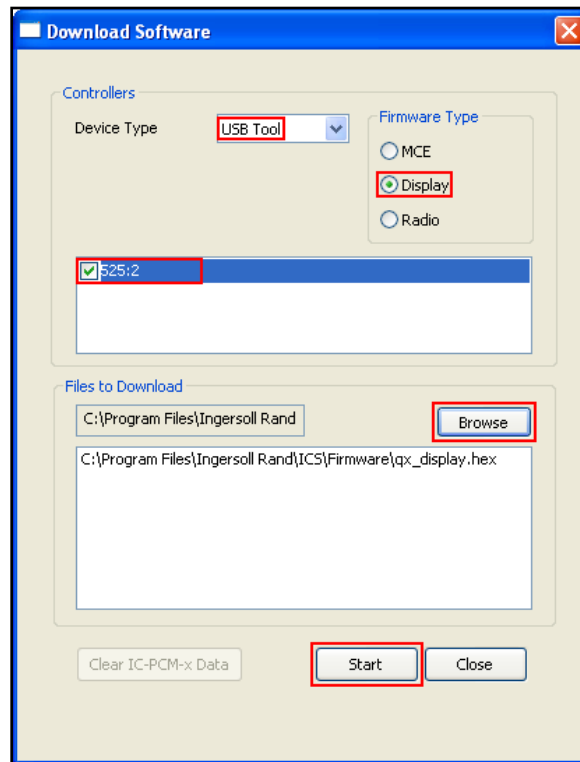 Download Software
Controllers
Device Type
USB Tool
Firmware Type
MCE
Display
Radio
525:2
Files to Download
C:\Program Files\Ingersoll Rand
Browse
C:\Program Files\Ingersoll Rand\ICS\Firmware\qx_display.hex
Clear IC-PCM-x Data
Start
Close